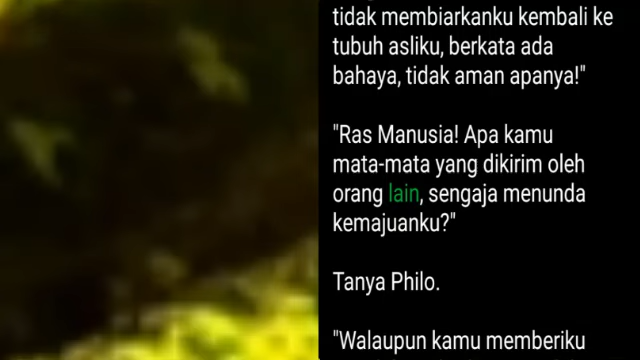 tidak membiarkanku kembali ke
tubuh asliku, berkata ada
bahaya, tidak aman apanya!"
"Ras Manusia! Apa kamu
mata-mata yang dikirim oleh
orang lain, sengaja menunda
kemajuanku?"
Tanya Philo.
"Walaupun kamu memberiku